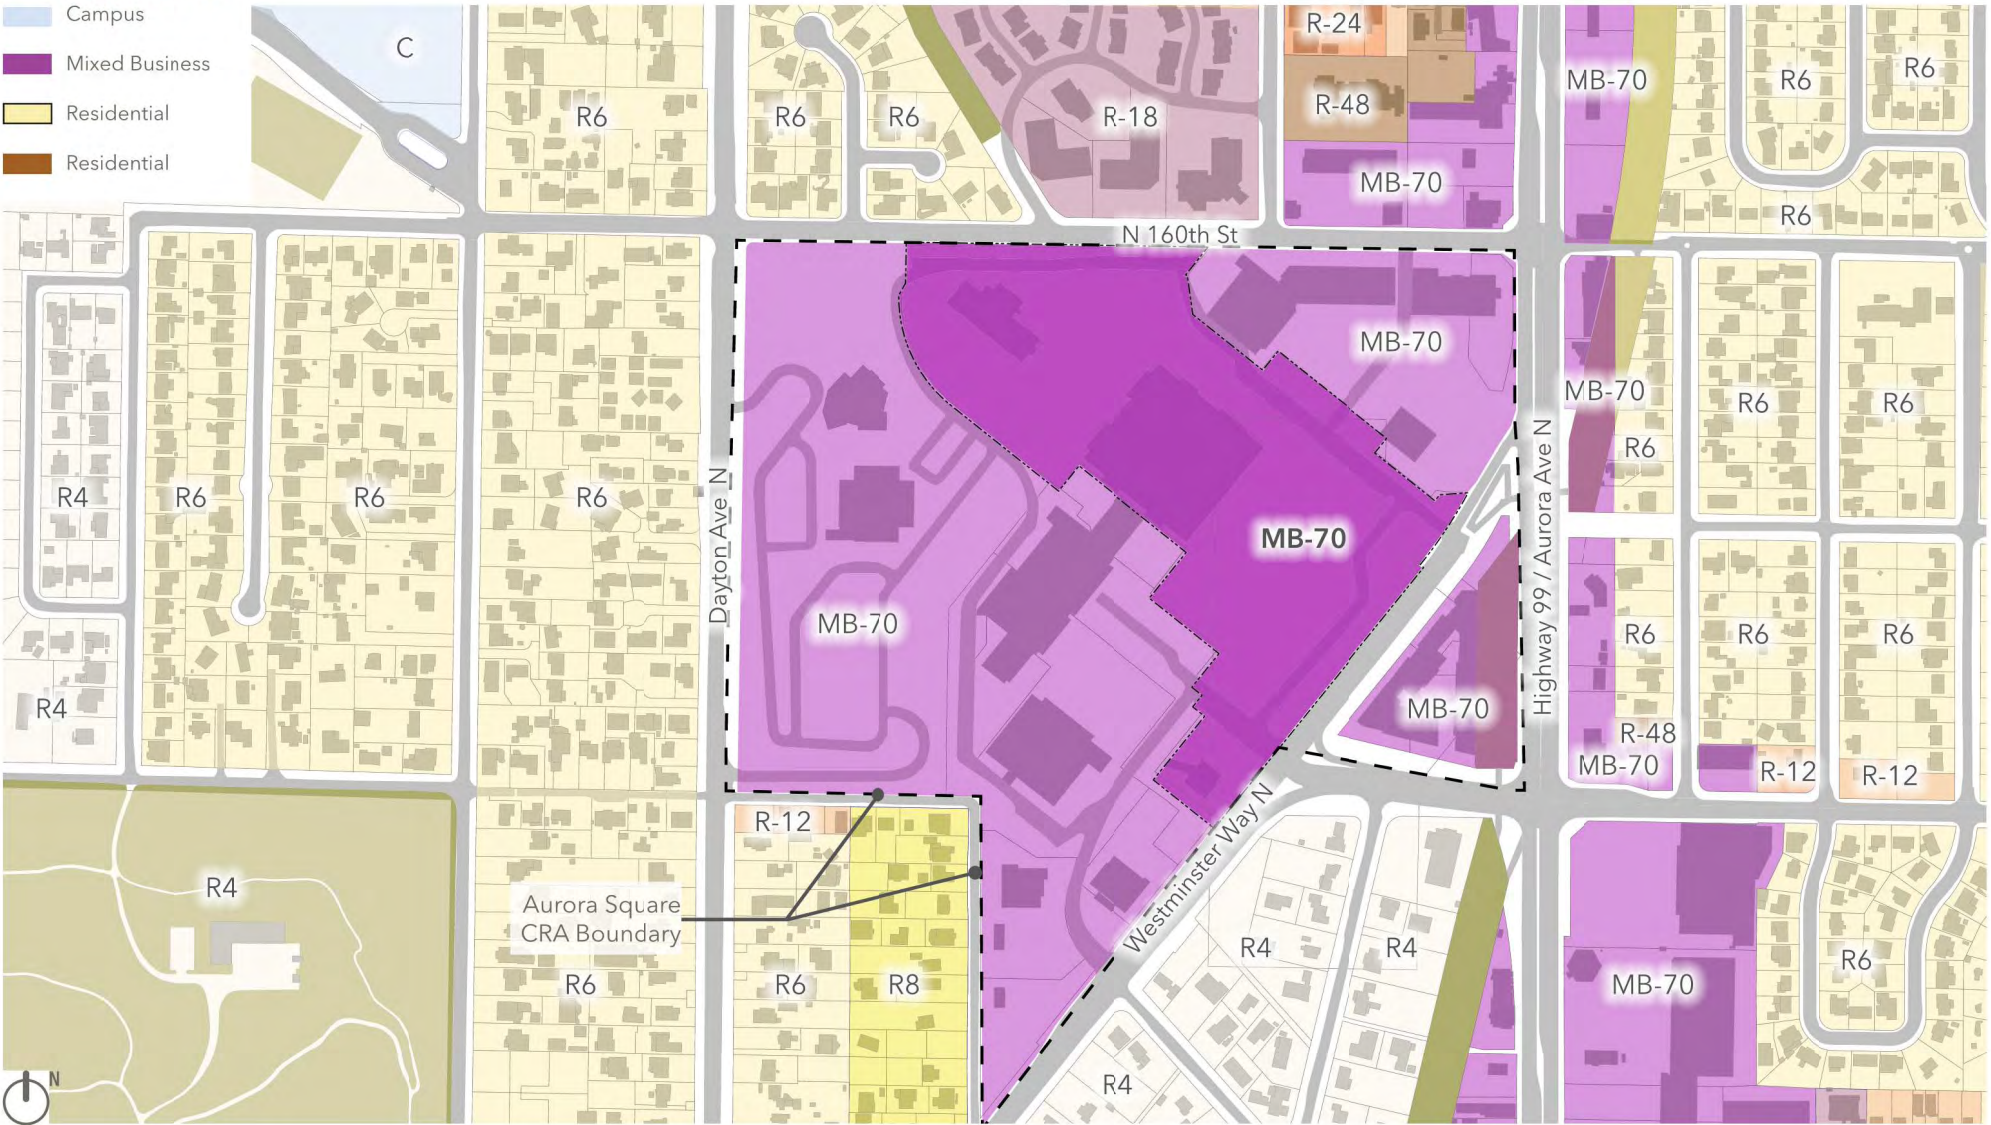 Campus
Mixed Business
Residential
Residential
C
R6
R6
R6
R-18
R-24
R-48
MB-70
MB-70
R6
R6
R6
N 160th St
R4
R6
R6
R6
R4
Dayton Ave N
MB-70
MB-70
MB-70
MB-70
Highway 99 / Aurora Ave N
Westminster Way N
MB-70
R6
R6
R6
R6
R6
R6
R-48
MB-70
R-12
R-12
R-12
Aurora Square
CRA Boundary
R4
R6
R6
R8
R4
R4
R4
MB-70
R6
N